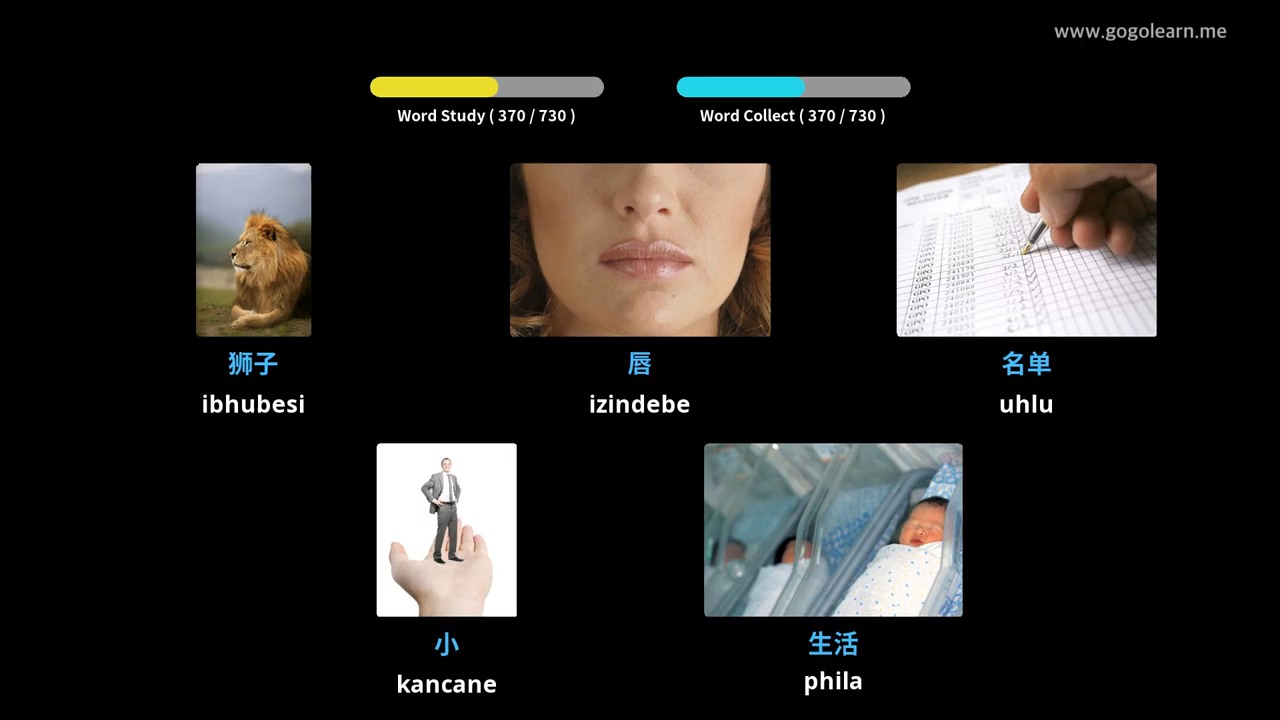 www.gogolearn.me
Word Study ( 370 / 730 )
Word Collect ( 370 / 730 )
狮子
ibhubesi
唇
izindebe
名单
uhlu
小
kancane
生活
phila